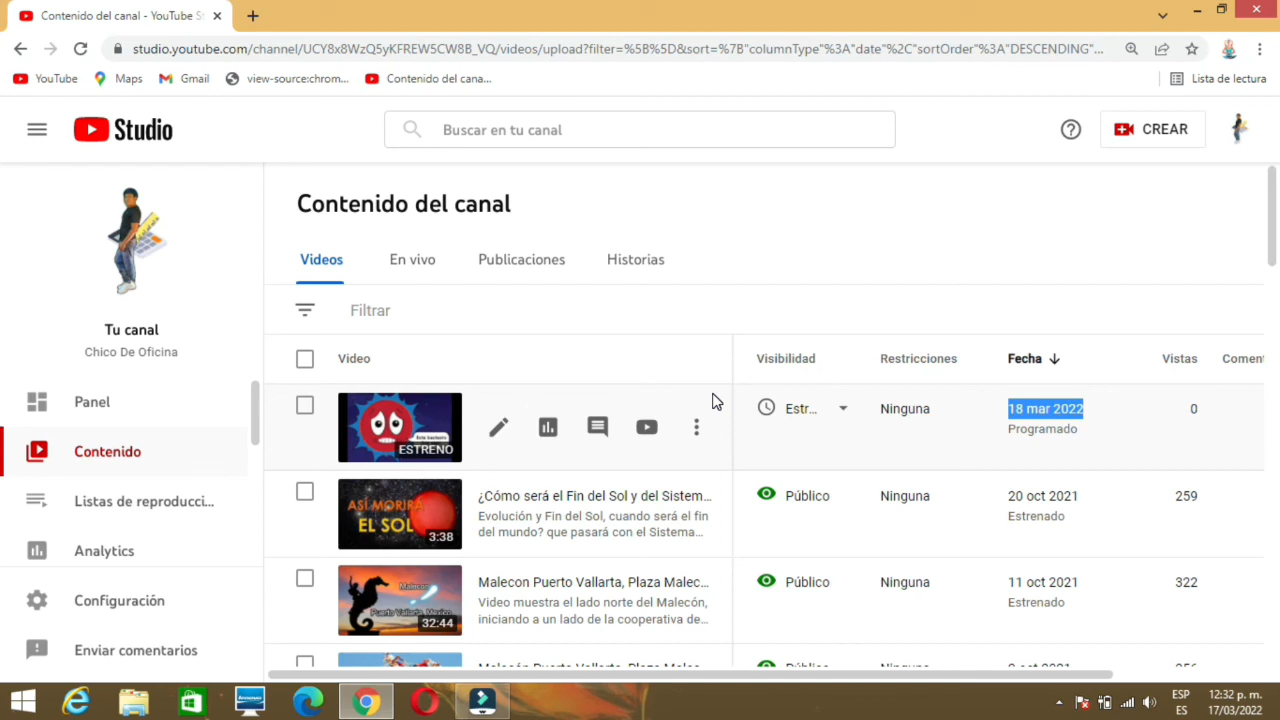 Contenido del canal - YouTube St
studio.youtube.com/channel/UCY8x8WzQ5yKFREW5CW8B_VQ/videos/upload?filter=%5B%5D&sort=%7B"columnType"%3A"date"%2C"sortOrder"%3A"DESCENDING"...
YouTube Maps Gmail view-source:chrom... Contenido del cana... Lista de lectura
Studio Buscar en tu canal CREAR
Contenido del canal
Videos En vivo Publicaciones Historias
Tu canal
Chico De Oficina
Panel
Contenido
Listas de reproducci...
Analytics
Configuración
Enviar comentarios
Filtrar
Video Visibilidad Restricciones Fecha Vistas Coment
ESTRENO
Estr... Ninguna 18 mar 2022 0
Programado
ASÍ MORIRÁ
EL SOL
3:38
¿Cómo será el Fin del Sol y del Sistem... Público Ninguna 20 oct 2021 259
Evolución y Fin del Sol, cuando será el fin Estrenado
del mundo? que pasará con el Sistema...
Malecon
Puerto Vallarta, Mexico
32:44
Malecon Puerto Vallarta, Plaza Malec... Público Ninguna 11 oct 2021 322
Video muestra el lado norte del Malecón, Estrenado
iniciando a un lado de la cooperativa de...
ESP
ES
12:32 p. m.
17/03/2022